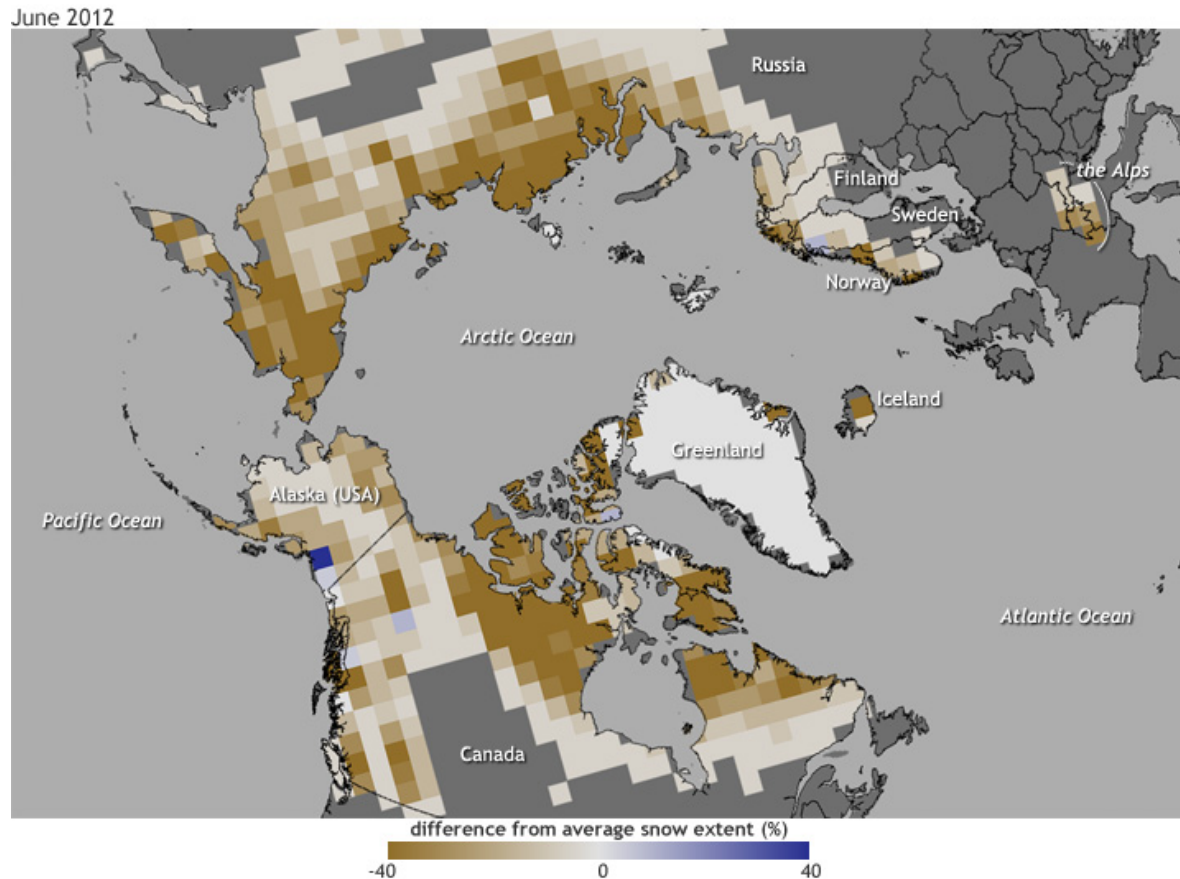 June 2012
Russia
the Alps
Finland
Sweden
Norway
Arctic Ocean
Iceland
Greenland
Alaska (USA)
Pacific Ocean
Atlantic Ocean
Canada
difference from average snow extent (%)
-40 0 40